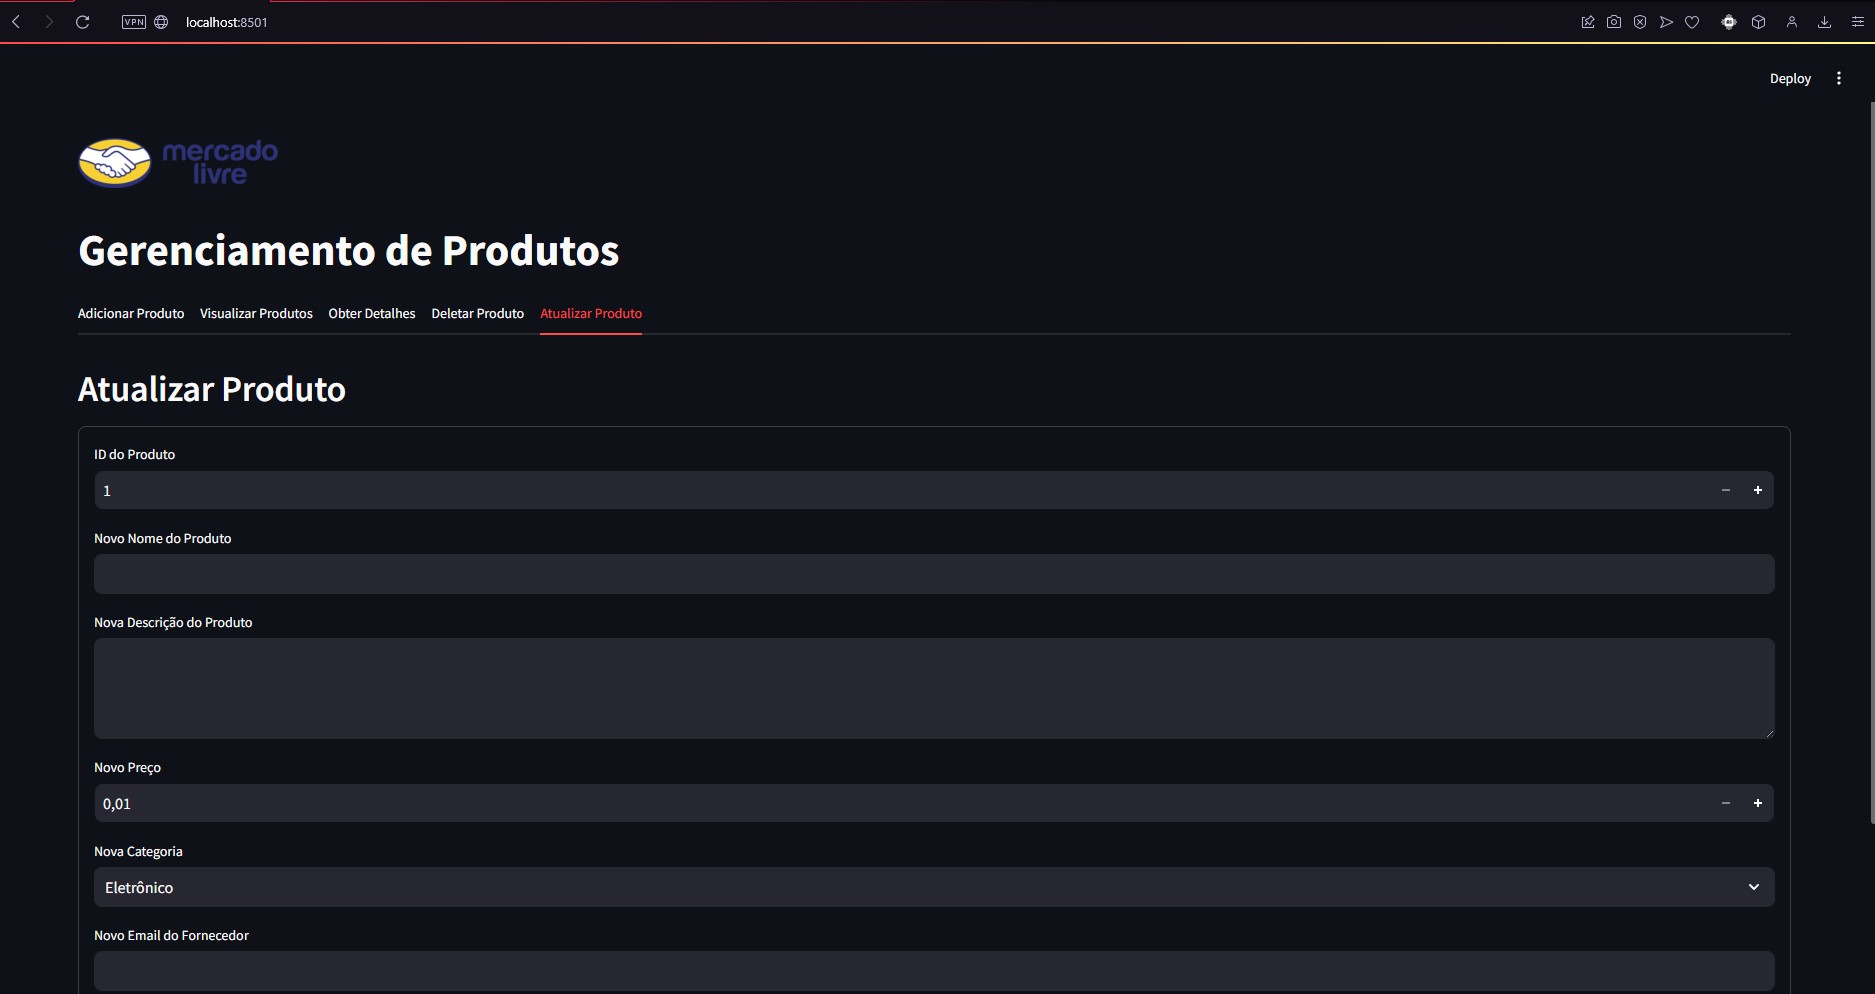 VPN localhost:8501
Deploy
mercado
livre
Gerenciamento de Produtos
Adicionar Produto Visualizar Produtos Obter Detalhes Deletar Produto Atualizar Produto
Atualizar Produto
ID do Produto
1
Novo Nome do Produto
Nova Descrição do Produto
Novo Preço
0,01
Nova Categoria
Eletrônico
Novo Email do Fornecedor